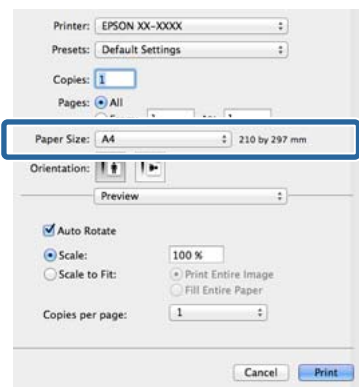 Printer: EPSON XX-XXXX
Presets: Default Settings
Copies: 1
Pages: All
Paper Size: A4 210 by 297 mm
Orientation:
Preview
Auto Rotate
Scale: 100 %
Scale to Fit: Print Entire Image
Fill Entire Paper
Copies per page: 1
Cancel Print